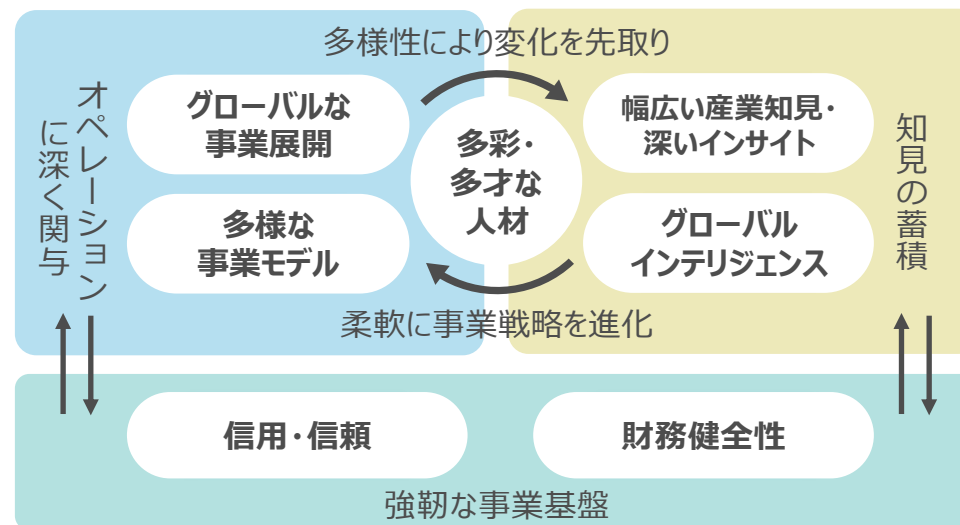 多様性により変化を先取り
オペレーション
に深く関与
グローバルな
事業展開
多様な
事業モデル
多彩・
多才な
人材
幅広い産業知見・
深いインサイト
グローバル
インテリジェンス
知見の蓄積
柔軟に事業戦略を進化
信用・信頼
財務健全性
強靭な事業基盤